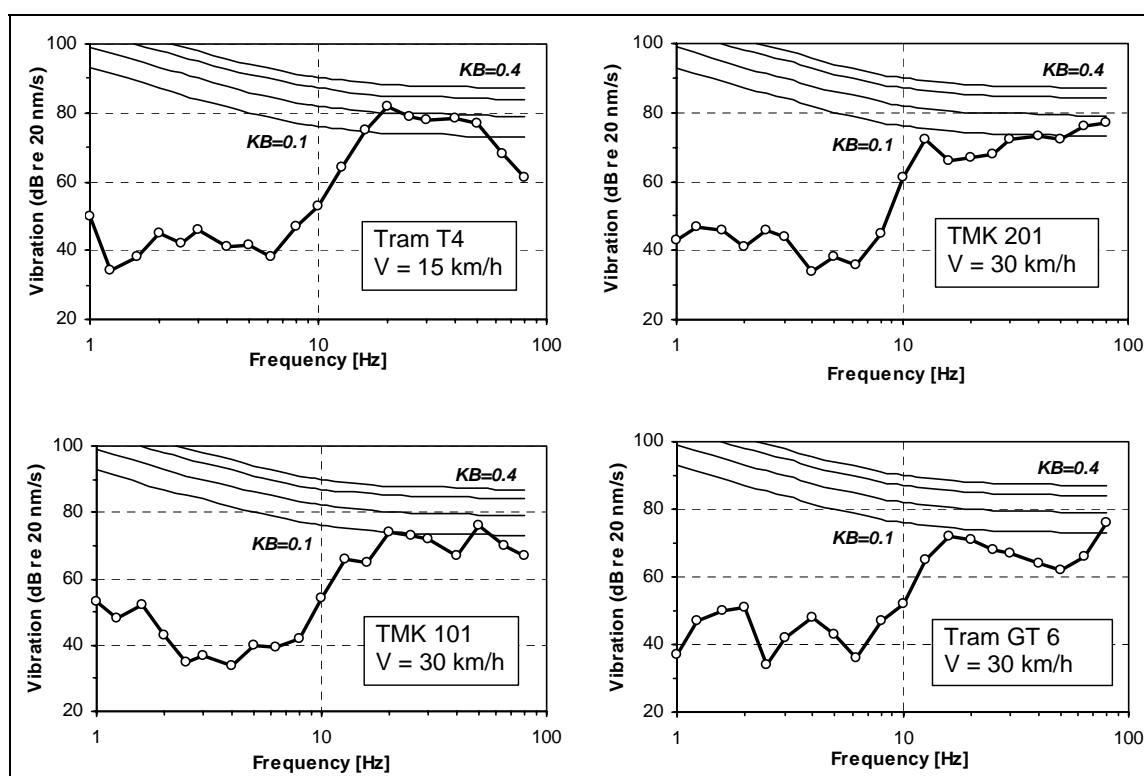 100
80
60
40
20
Vibration (dB re 20 nm/s)
KB=0.4
KB=0.1
Tram T4
V = 15 km/h
1
10
100
Frequency [Hz]
100
80
60
40
20
Vibration (dB re 20 nm/s)
KB=0.4
KB=0.1
TMK 201
V = 30 km/h
1
10
100
Frequency [Hz]
100
80
60
40
20
Vibration (dB re 20 nm/s)
KB=0.4
KB=0.1
TMK 101
V = 30 km/h
1
10
100
Frequency [Hz]
100
80
60
40
20
Vibration (dB re 20 nm/s)
KB=0.4
KB=0.1
Tram GT 6
V = 30 km/h
1
10
100
Frequency [Hz]